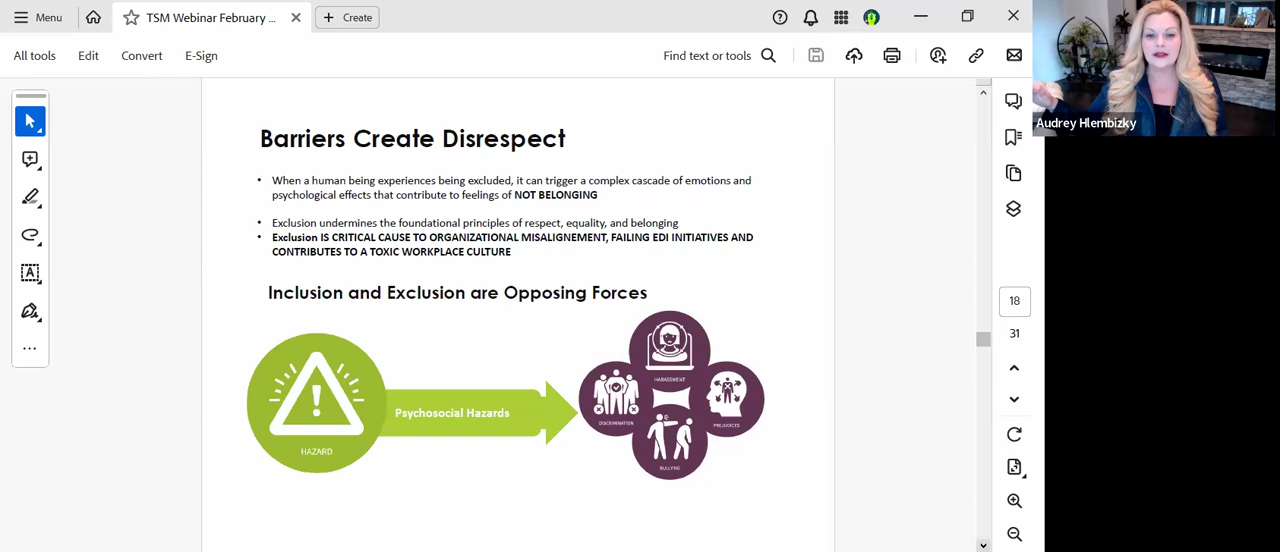 Menu
TSM Webinar February ...
Create
All tools
Edit
Convert
E-Sign
Find text or tools
Audrey Hlembizky
Barriers Create Disrespect
• When a human being experiences being excluded, it can trigger a complex cascade of emotions and
psychological effects that contribute to feelings of NOT BELONGING
• Exclusion undermines the foundational principles of respect, equality, and belonging
• Exclusion IS CRITICAL CAUSE TO ORGANIZATIONAL MISALIGNEMENT, FAILING EDI INITIATIVES AND
CONTRIBUTES TO A TOXIC WORKPLACE CULTURE
Inclusion and Exclusion are Opposing Forces
HAZARD
Psychosocial Hazards
HARASSMENT
DISCRIMINATION
PREJUDICES
BULLYING
18
31